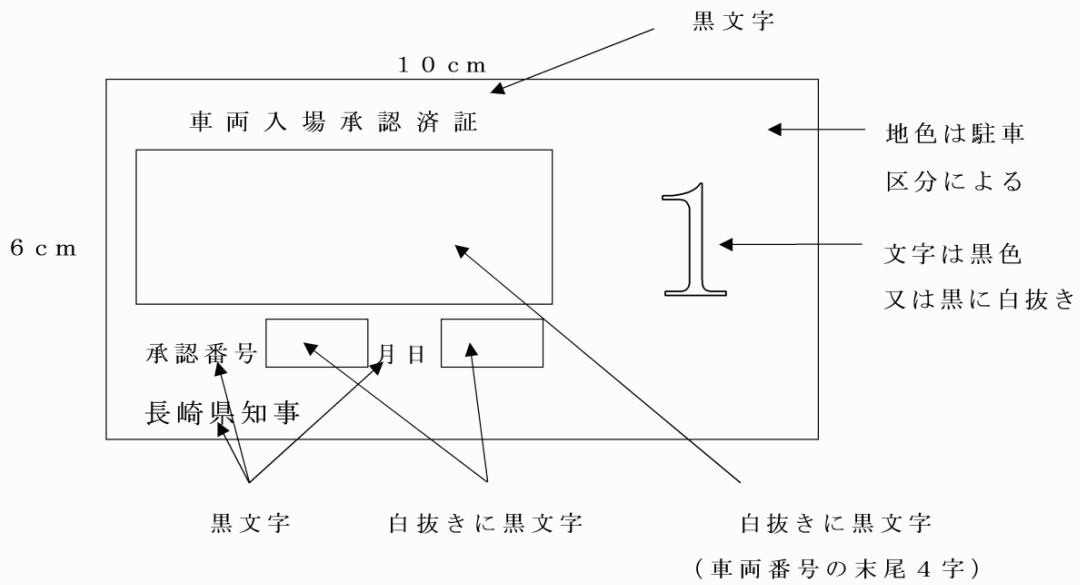 黒文字
１０ｃｍ
車両入場承認済証
地色は駐車
区分による
1
６ｃｍ
文字は黒色
又は黒に白抜き
承認番号 月日
長崎県知事
黒文字 白抜きに黒文字 白抜きに黒文字
（車両番号の末尾４字）